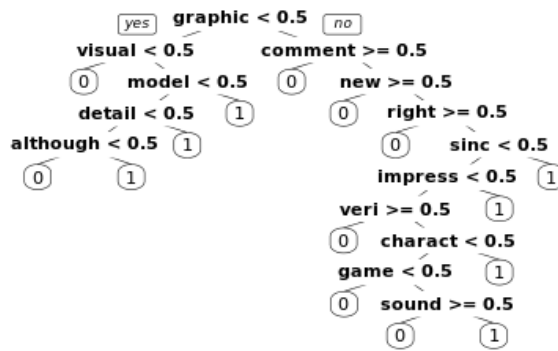 yes graphic < 0.5 no
visual < 0.5 comment >= 0.5
0 model < 0.5 0 new >= 0.5
detail < 0.5 1 0 right >= 0.5
although < 0.5 1 0 sinc < 0.5
0 1 impress < 0.5 1
veri >= 0.5 1
0 charact < 0.5
game < 0.5 1
0 sound >= 0.5
0 1